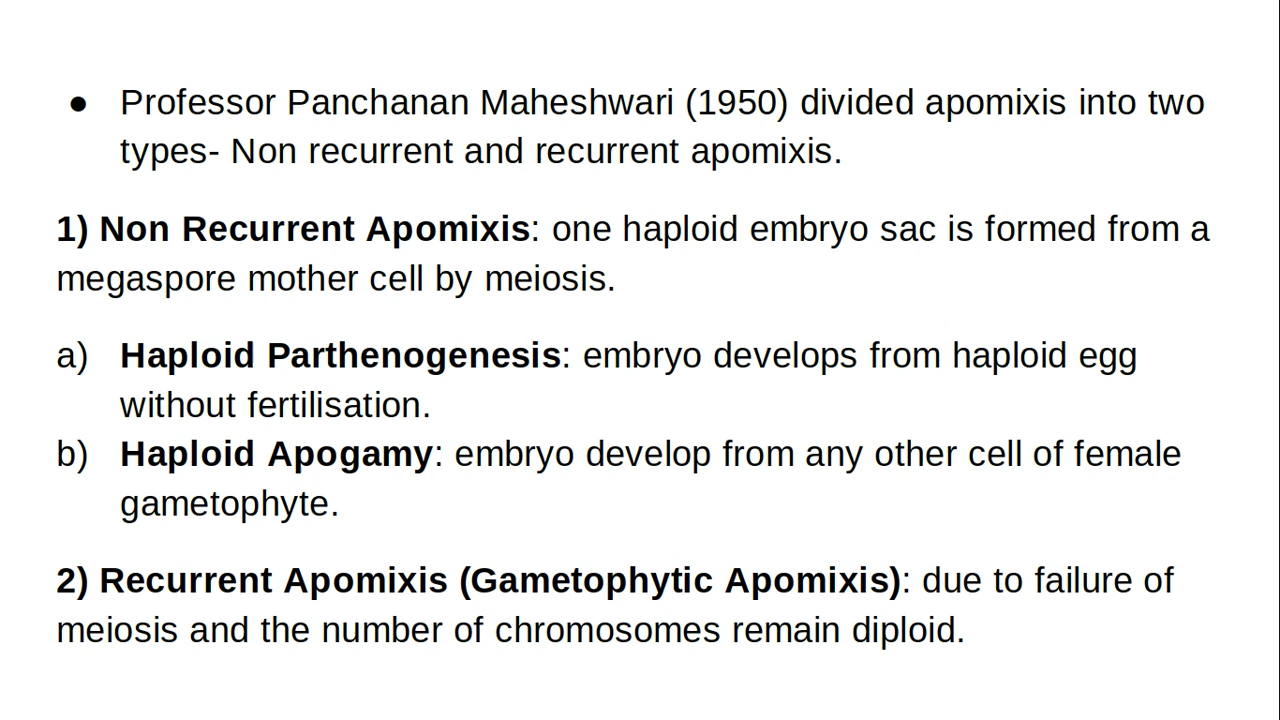 ● Professor Panchanan Maheshwari (1950) divided apomixis into two
types- Non recurrent and recurrent apomixis.
1) Non Recurrent Apomixis: one haploid embryo sac is formed from a
megaspore mother cell by meiosis.
a) Haploid Parthenogenesis: embryo develops from haploid egg
without fertilisation.
b) Haploid Apogamy: embryo develop from any other cell of female
gametophyte.
2) Recurrent Apomixis (Gametophytic Apomixis): due to failure of
meiosis and the number of chromosomes remain diploid.